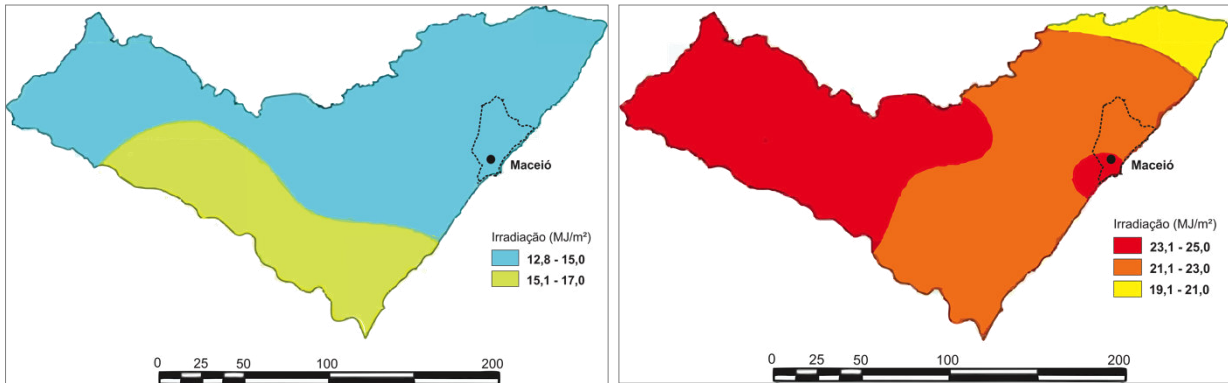 Maceió
Irradiação (MJ/m²)
12,8 - 15,0
15,1 - 17,0
0 25 50 100 200
Maceió
Irradiação (MJ/m²)
23,1 - 25,0
21,1 - 23,0
19,1 - 21,0
0 25 50 100 200